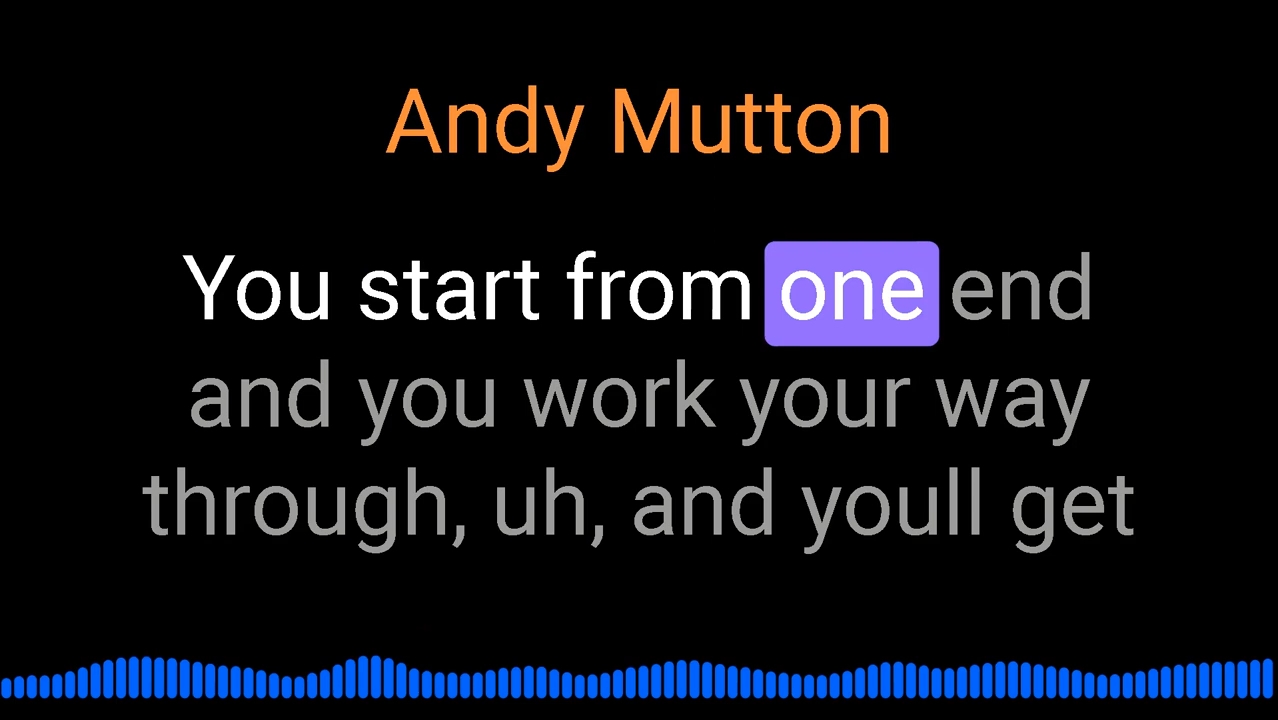 Andy Mutton
You start from one end
and you work your way
through, uh, and youll get